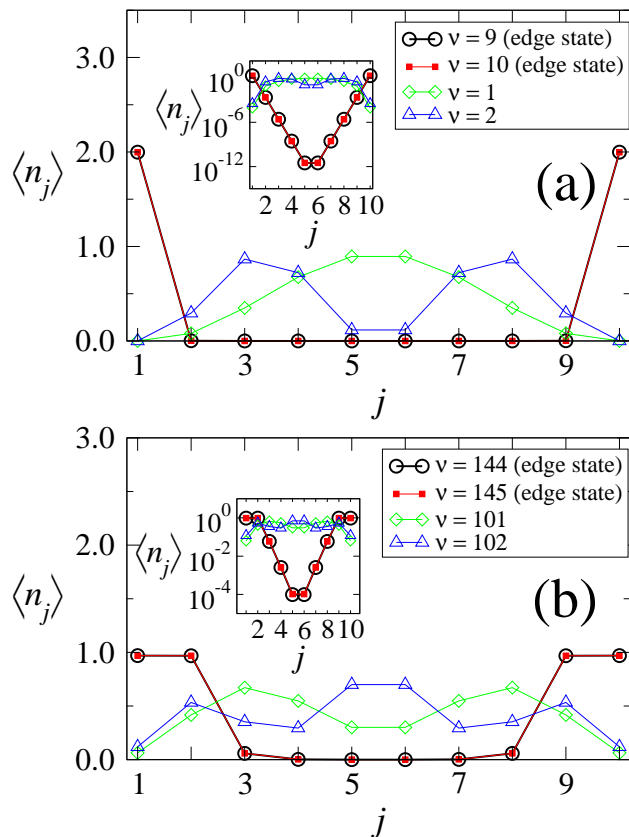 3.0
2.0
1.0
0.0
⟨n_j⟩
1 3 5 7 9
j
ν = 9 (edge state)
ν = 10 (edge state)
ν = 1
ν = 2
(a)
10^0
10^-6
10^-12
⟨n_j⟩
2 4 6 8 10
j
3.0
2.0
1.0
0.0
⟨n_j⟩
1 3 5 7 9
j
ν = 144 (edge state)
ν = 145 (edge state)
ν = 101
ν = 102
(b)
10^0
10^-2
10^-4
⟨n_j⟩
2 4 6 8 10
j